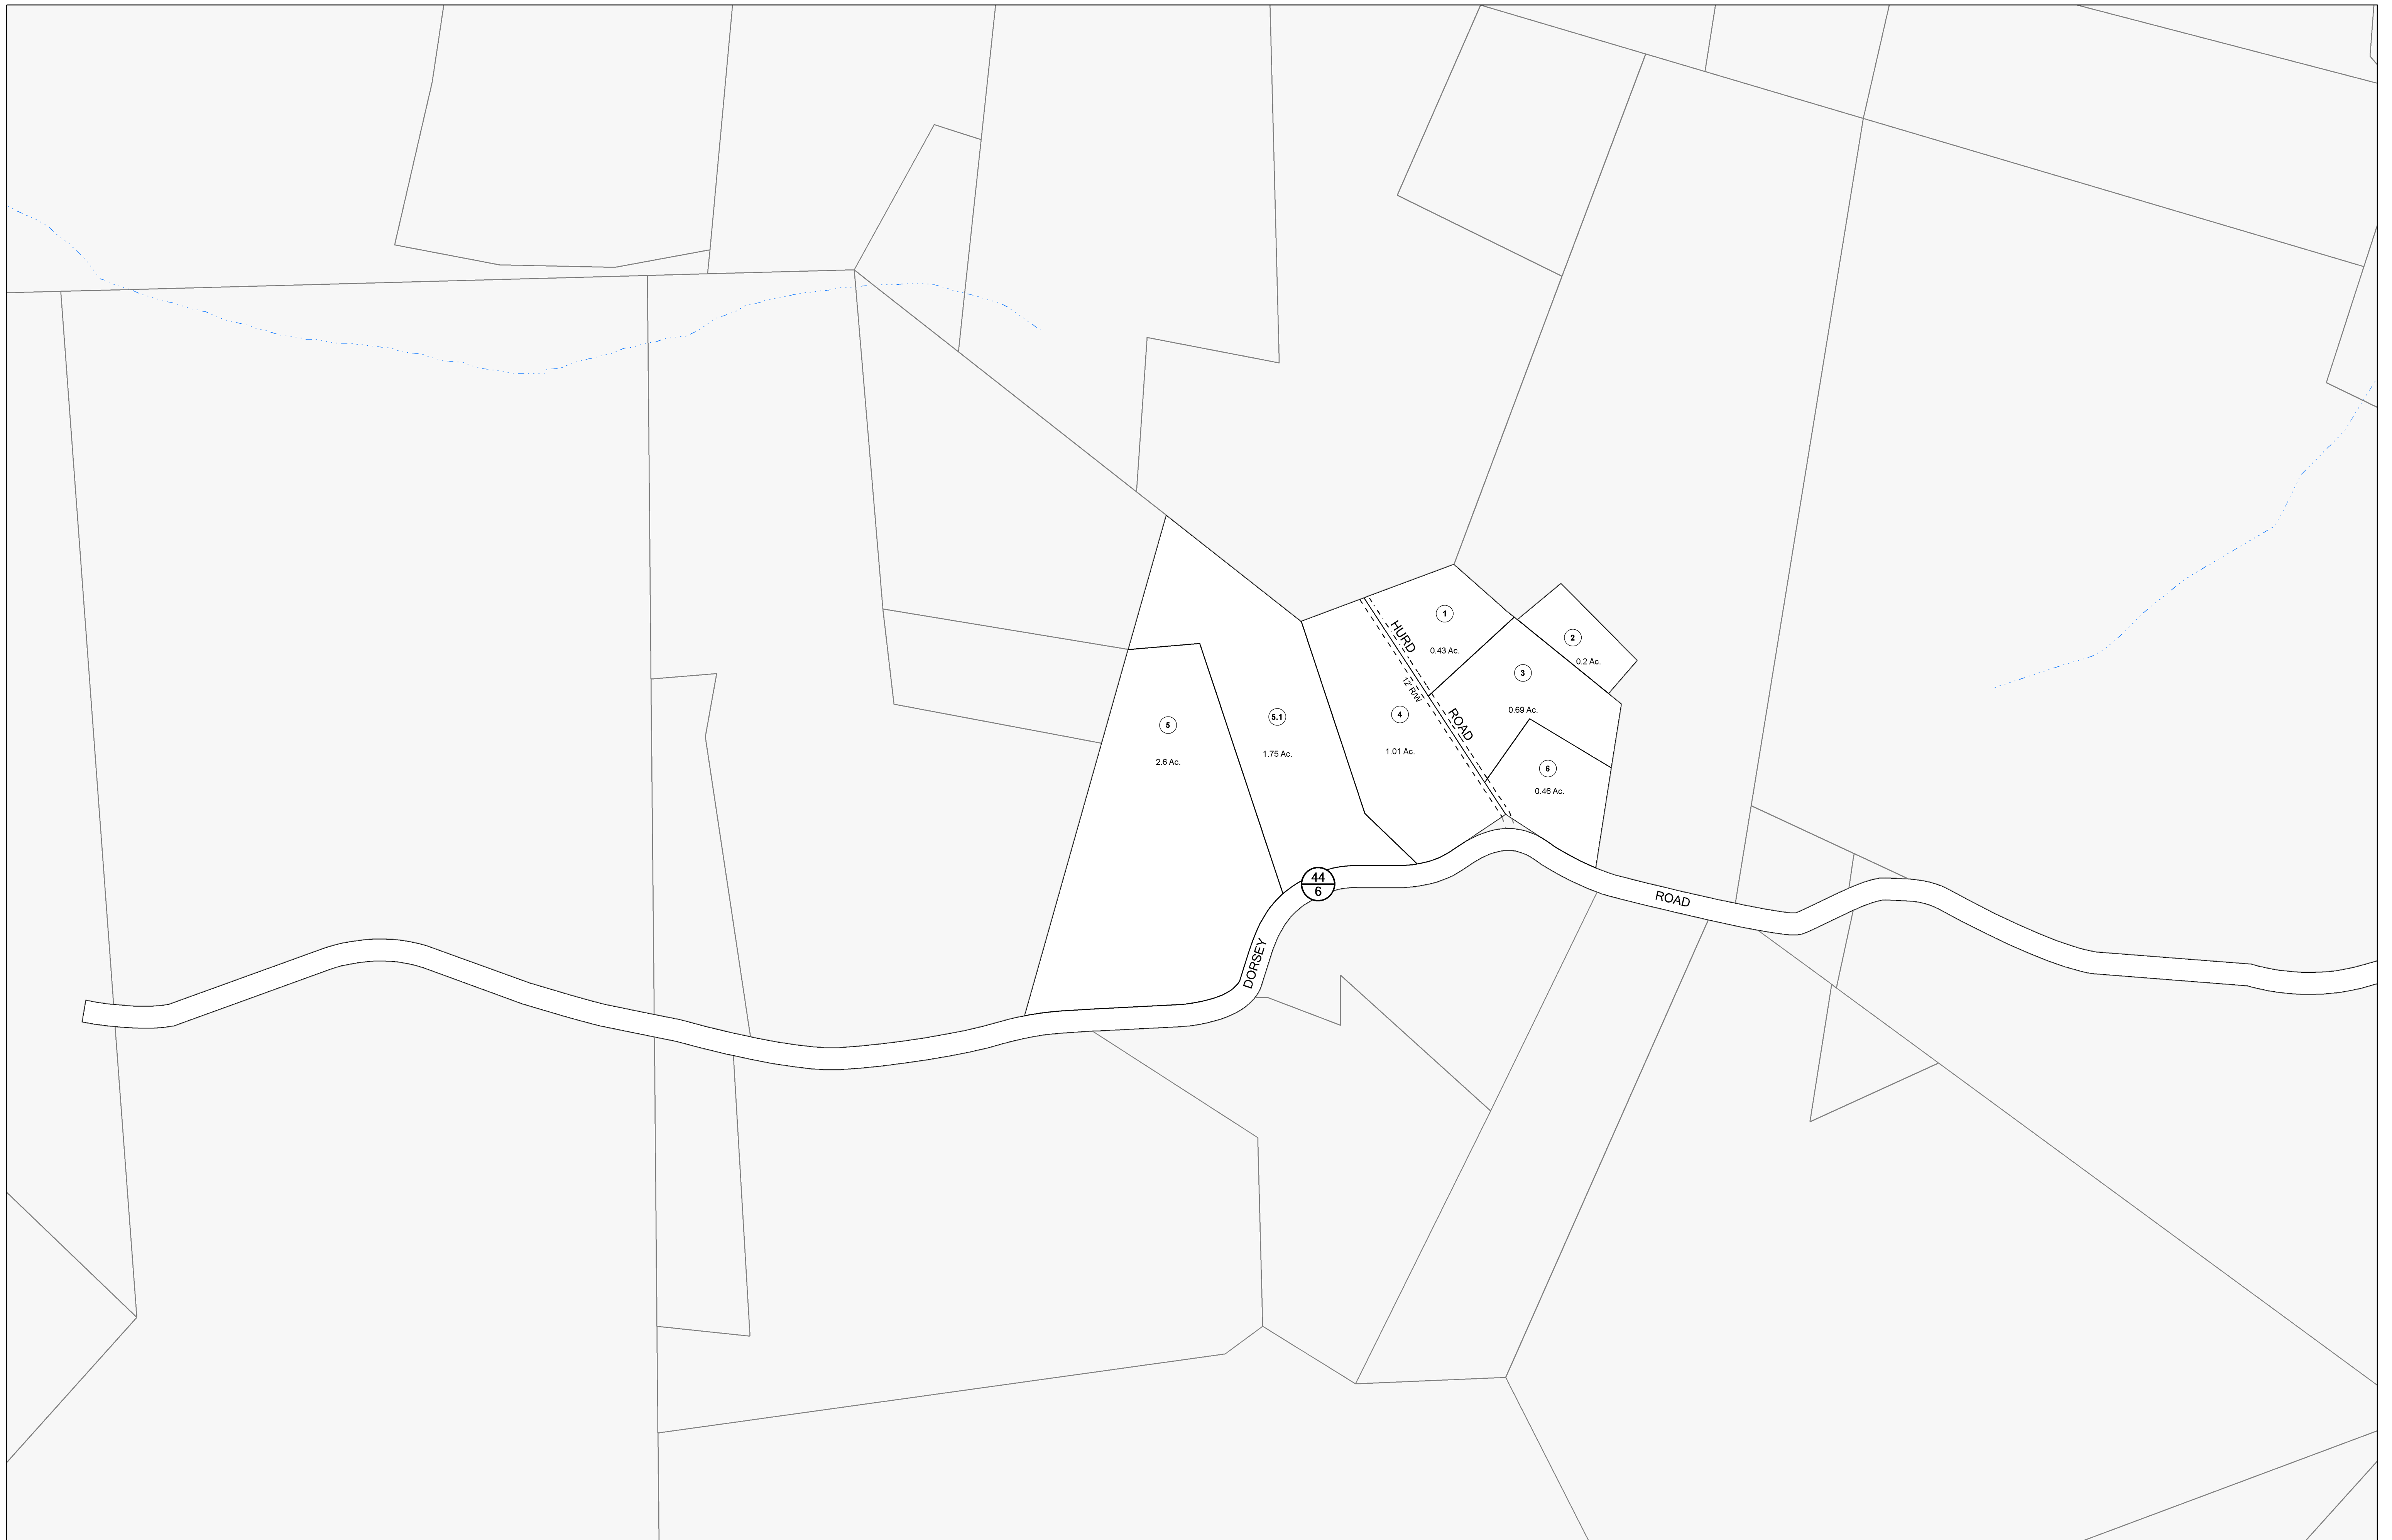 1
0.43 Ac.
HURD
2
0.2 Ac.
3
0.69 Ac.
12' R/W
ROAD
4
1.01 Ac.
5.1
1.75 Ac.
5
2.6 Ac.
6
0.46 Ac.
44
6
ROAD
DORSEY